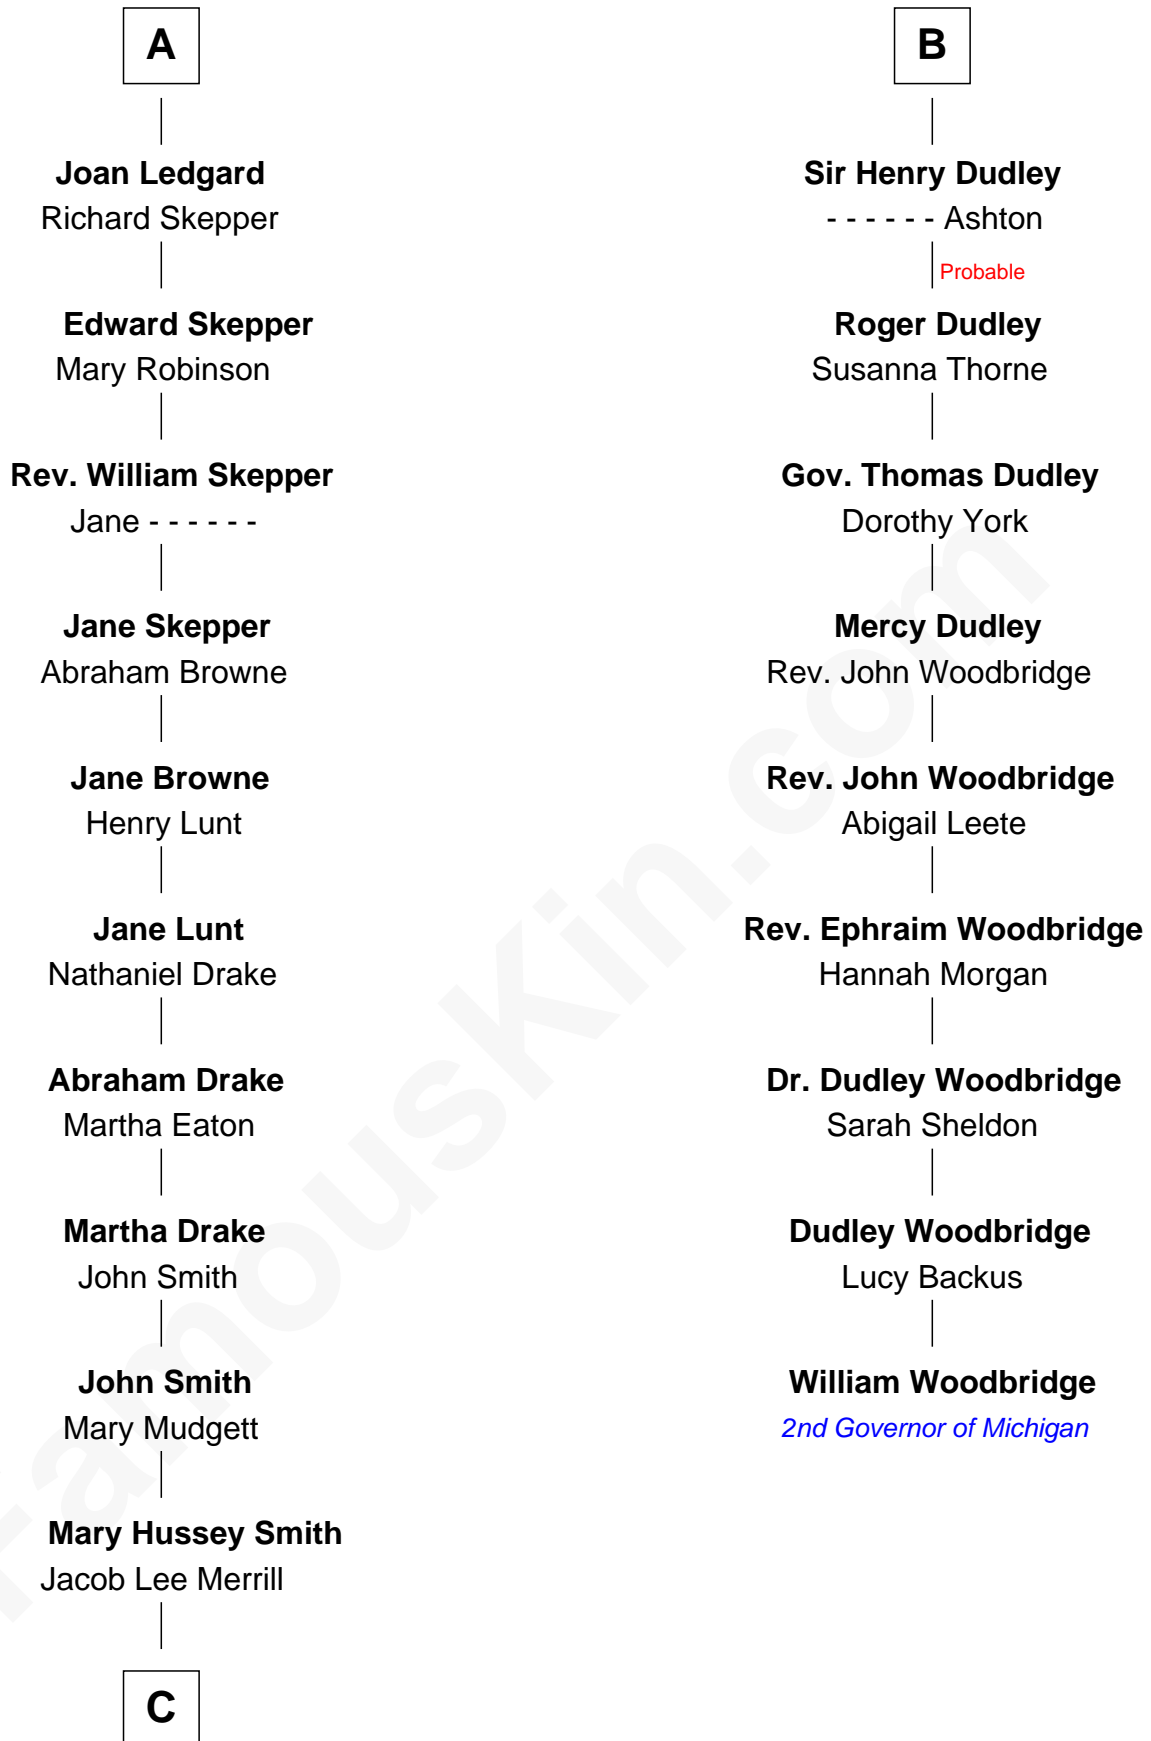 A
Joan Ledgard
Richard Skepper
Edward Skepper
Mary Robinson
Rev. William Skepper
Jane - - - - - -
Jane Skepper
Abraham Browne
Jane Browne
Henry Lunt
Jane Lunt
Nathaniel Drake
Abraham Drake
Martha Eaton
Martha Drake
John Smith
John Smith
Mary Mudgett
Mary Hussey Smith
Jacob Lee Merrill
C
B
Sir Henry Dudley
- - - - - - Ashton
Probable
Roger Dudley
Susanna Thorne
Gov. Thomas Dudley
Dorothy York
Mercy Dudley
Rev. John Woodbridge
Rev. John Woodbridge
Abigail Leete
Rev. Ephraim Woodbridge
Hannah Morgan
Dr. Dudley Woodbridge
Sarah Sheldon
Dudley Woodbridge
Lucy Backus
William Woodbridge
2nd Governor of Michigan
FamousKin.com